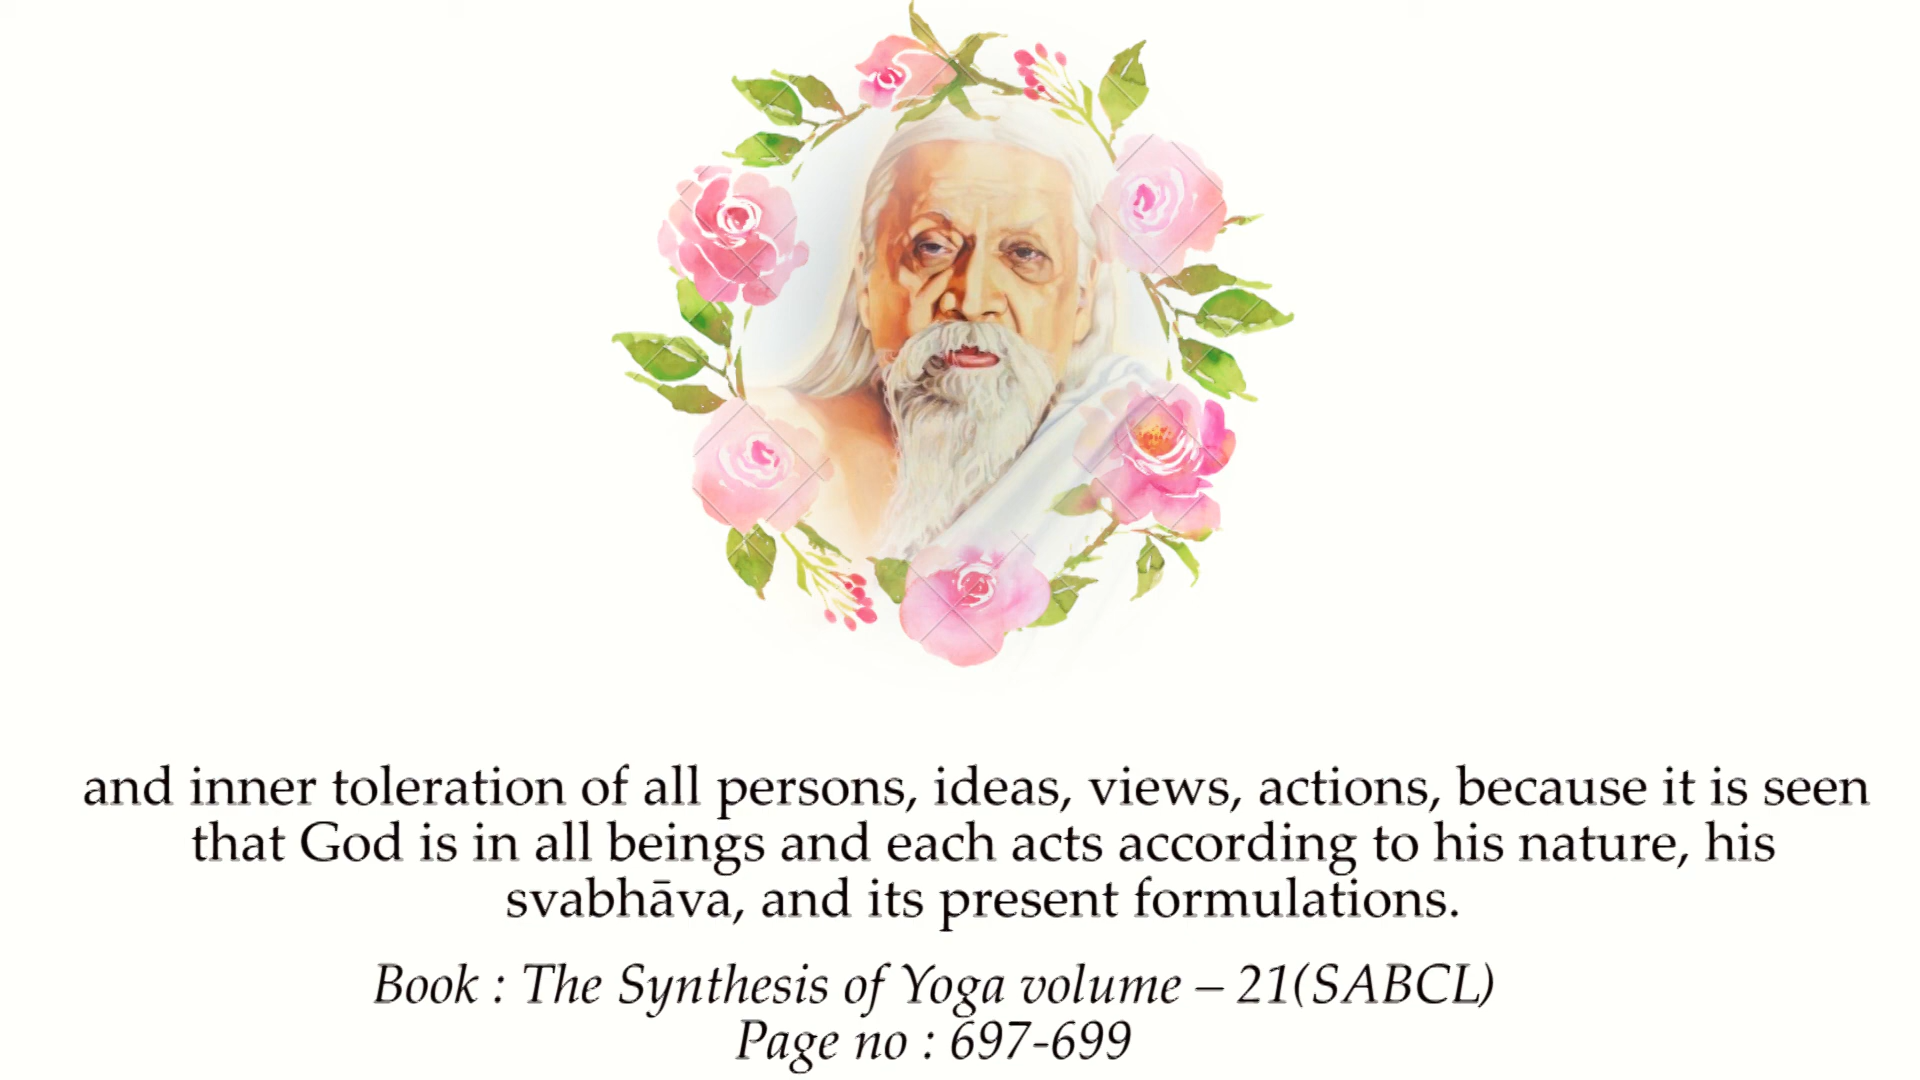 and inner toleration of all persons, ideas, views, actions, because it is seen
that God is in all beings and each acts according to his nature, his
svabhāva, and its present formulations.
Book : The Synthesis of Yoga volume – 21(SABCL)
Page no : 697-699